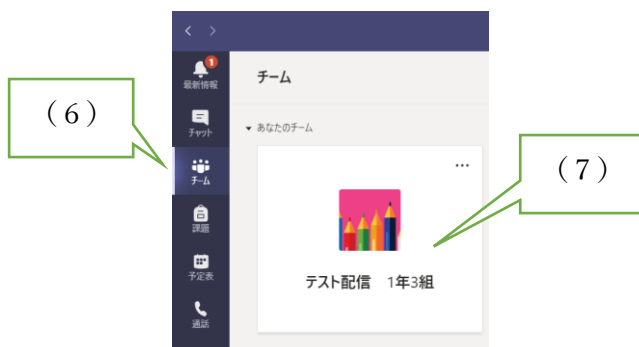 1
最新情報
チーム
（6）
チャット
あなたのチーム
…
チーム
（7）
課題
予定表
テスト配信　1年3組
通話